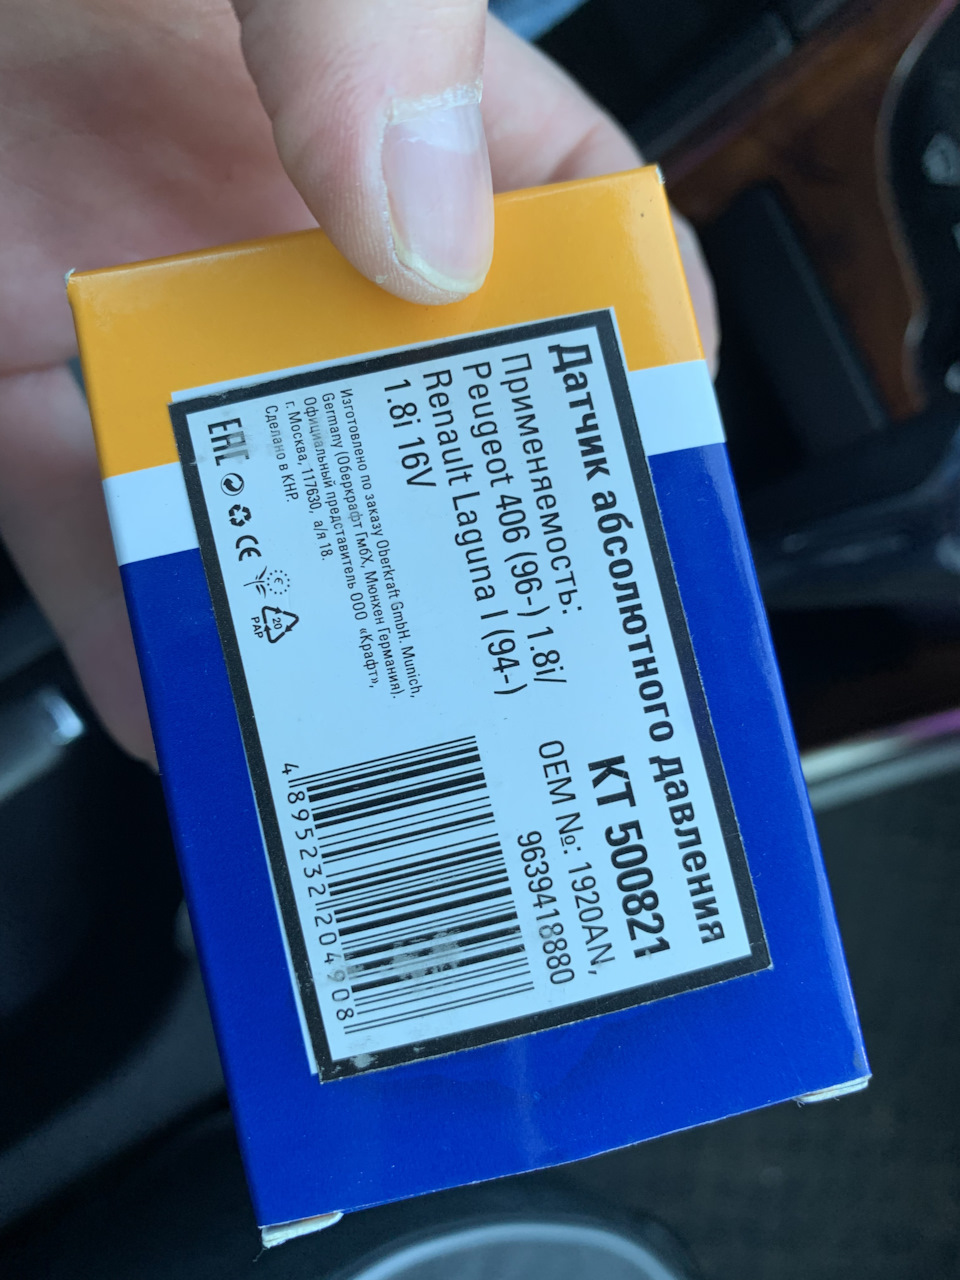 Датчик абсолютного давления
КТ 500821
Применяемость:
Peugeot 406 (96-) 1.8i/
Renault Laguna I (94-)
1.8i 16V
OEM №: 1920AN,
9639418880
Изготовлено по заказу Oberkraft GmbH. Munich,
Germany (Оберкрафт ГмбХ, Мюнхен Германия).
Официальный представитель ООО «Крафт»,
г. Москва, 117630, а/я 18.
Сделано в КНР.
EAC CE 20 PAP
4 895232 204908